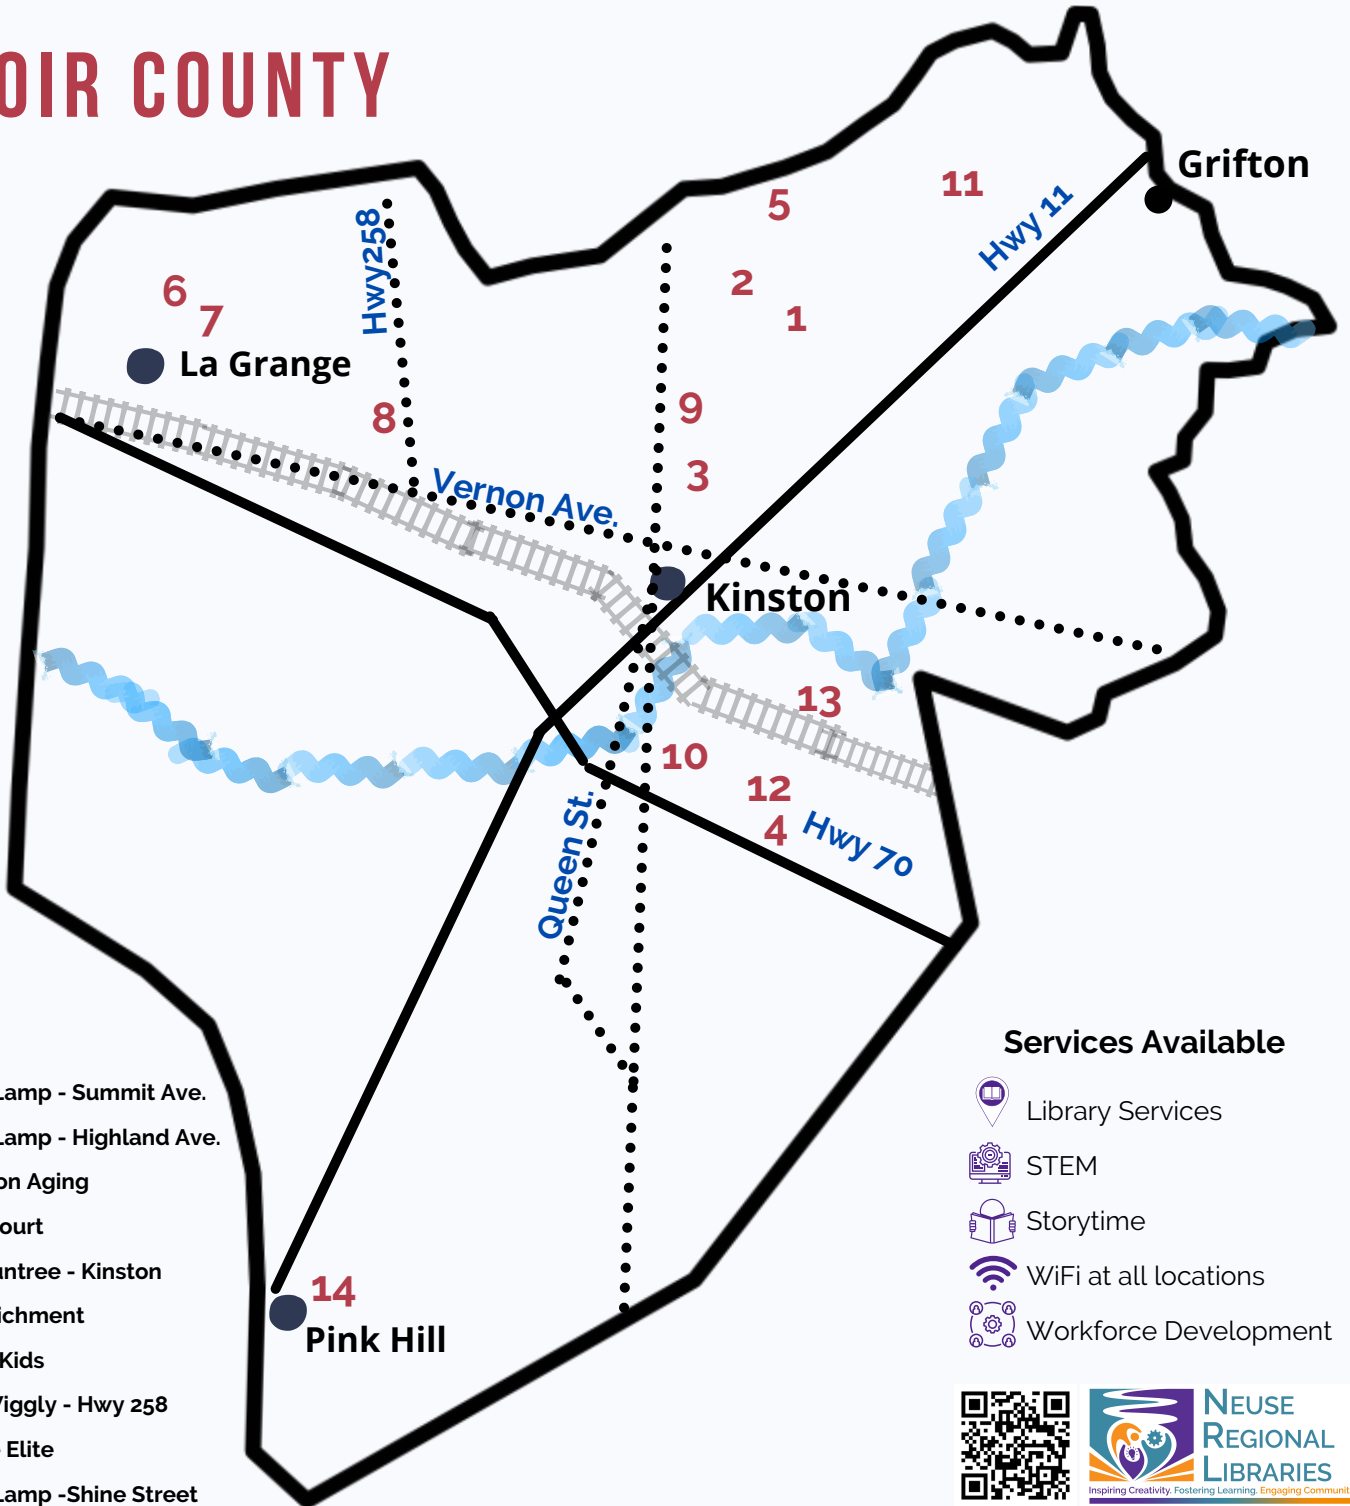 OIR COUNTY
Grifton
11
5
Hwy 11
Hwy258
6
2
7
1
La Grange
9
8
3
Vernon Ave.
Kinston
13
10
12
4
Hwy 70
Queen St.
14
Pink Hill
Lamp - Summit Ave.
Lamp - Highland Ave.
on Aging
ourt
untree - Kinston
ichment
Kids
Wiggly - Hwy 258
Elite
Lamp -Shine Street
Services Available
Library Services
STEM
Storytime
WiFi at all locations
Workforce Development
NEUSE
REGIONAL
LIBRARIES
Inspiring Creativity. Fostering Learning. Engaging Communit